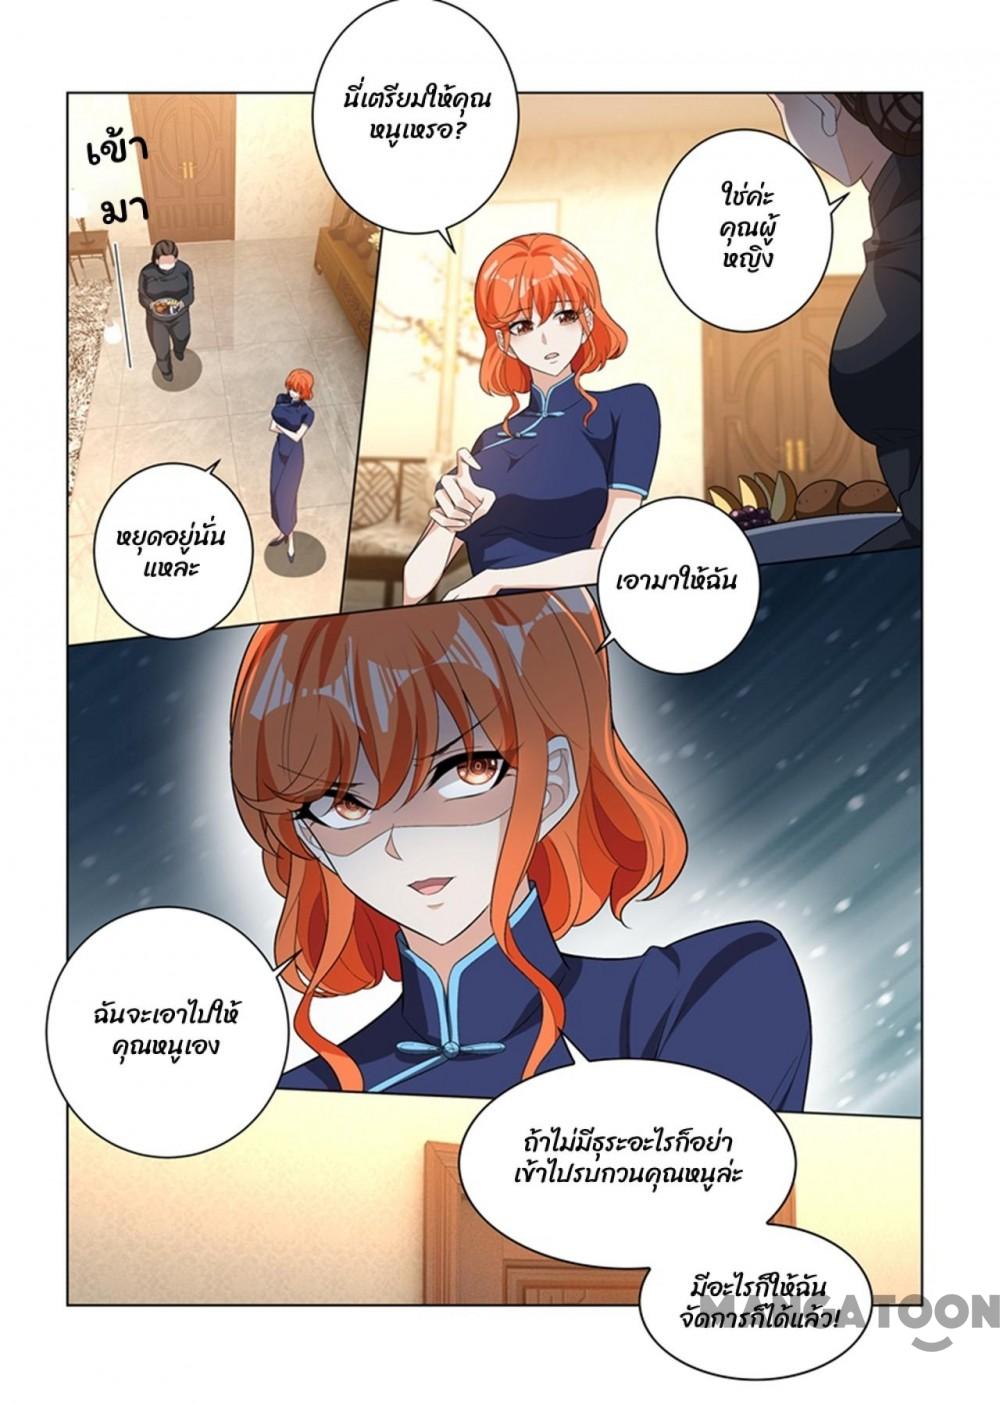 เข้า
มา
หยุดอยู่นั่น
แหละ
นี่เตรียมให้คุณ
หนูเหรอ?
ใช่ค่ะ
คุณผู้
หญิง
เอามาให้ฉัน
ฉันจะเอาไปให้
คุณหนูเอง
ถ้าไม่มีธุระอะไรก็อย่า
เข้าไปรบกวนคุณหนูล่ะ
มีอะไรก็ให้ฉัน
จัดการก็ได้แล้ว!
MANGATOON